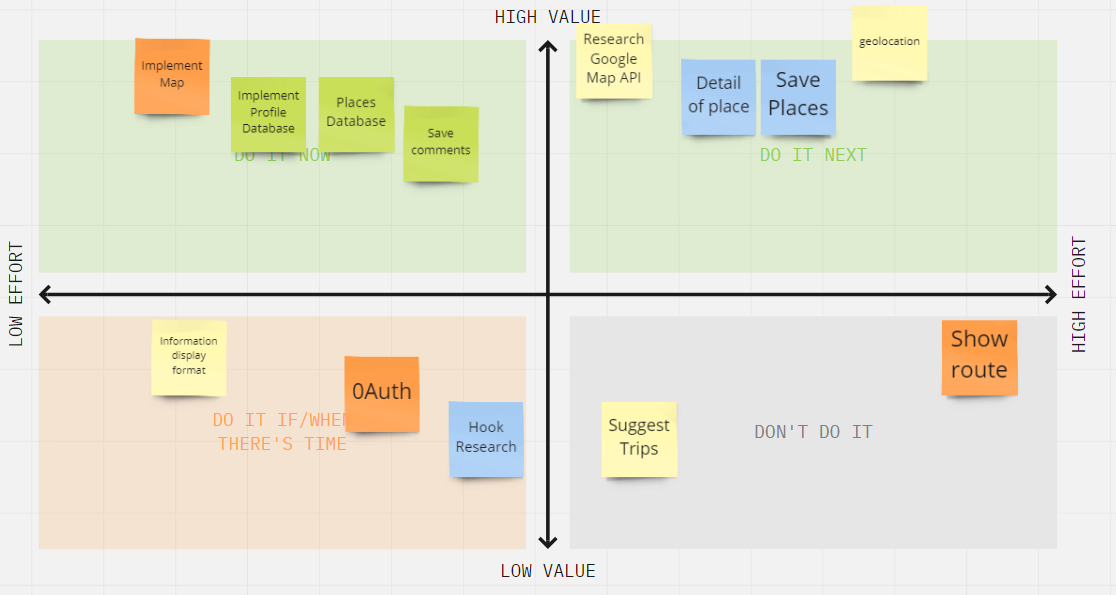 HIGH VALUE
Implement
Map
Implement
Profile
Database
Places
Database
Save
comments
DO IT NOW
Research
Google
Map API
Detail
of place
Save
Places
geolocation
DO IT NEXT
LOW EFFORT
HIGH EFFORT
Information
display
format
0Auth
Hook
Research
DO IT IF/WHEN
THERE'S TIME
Show
route
Suggest
Trips
DON'T DO IT
LOW VALUE